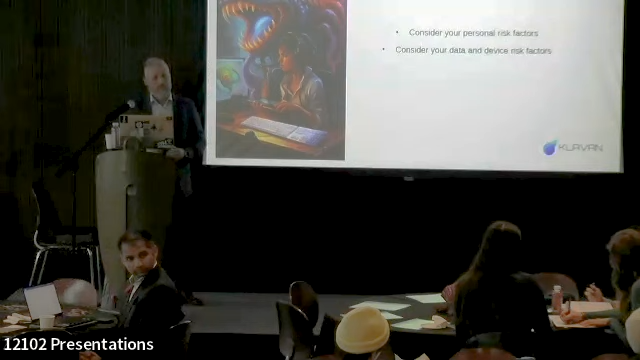 • Consider your personal risk factors
• Consider your data and device risk factors
KLAVAN
12102 Presentations